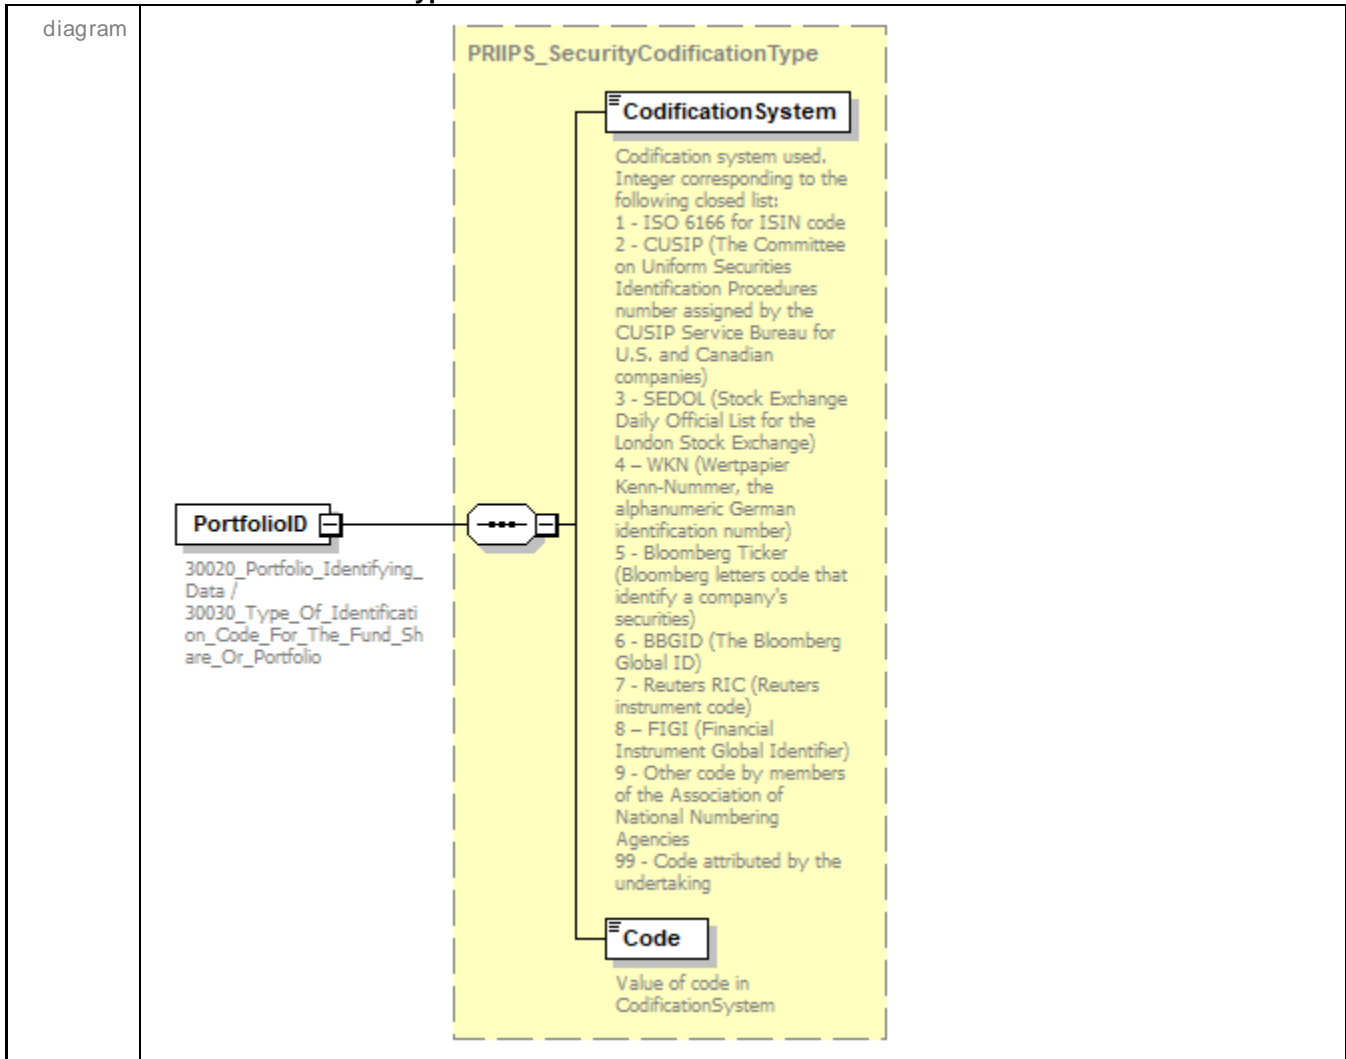 diagram
PRIIPS_SecurityCodificationType
CodificationSystem
Codification system used.
Integer corresponding to the
following closed list:
1 - ISO 6166 for ISIN code
2 - CUSIP (The Committee
on Uniform Securities
Identification Procedures
number assigned by the
CUSIP Service Bureau for
U.S. and Canadian
companies)
3 - SEDOL (Stock Exchange
Daily Official List for the
London Stock Exchange)
4 – WKN (Wertpapier
Kenn-Nummer, the
alphanumeric German
identification number)
5 - Bloomberg Ticker
(Bloomberg letters code that
identify a company's
securities)
6 - BBGID (The Bloomberg
Global ID)
7 - Reuters RIC (Reuters
instrument code)
8 – FIGI (Financial
Instrument Global Identifier)
9 - Other code by members
of the Association of
National Numbering
Agencies
99 - Code attributed by the
undertaking
PortfolioID
30020_Portfolio_Identifying_
Data /
30030_Type_Of_Identificati
on_Code_For_The_Fund_Sh
are_Or_Portfolio
Code
Value of code in
CodificationSystem